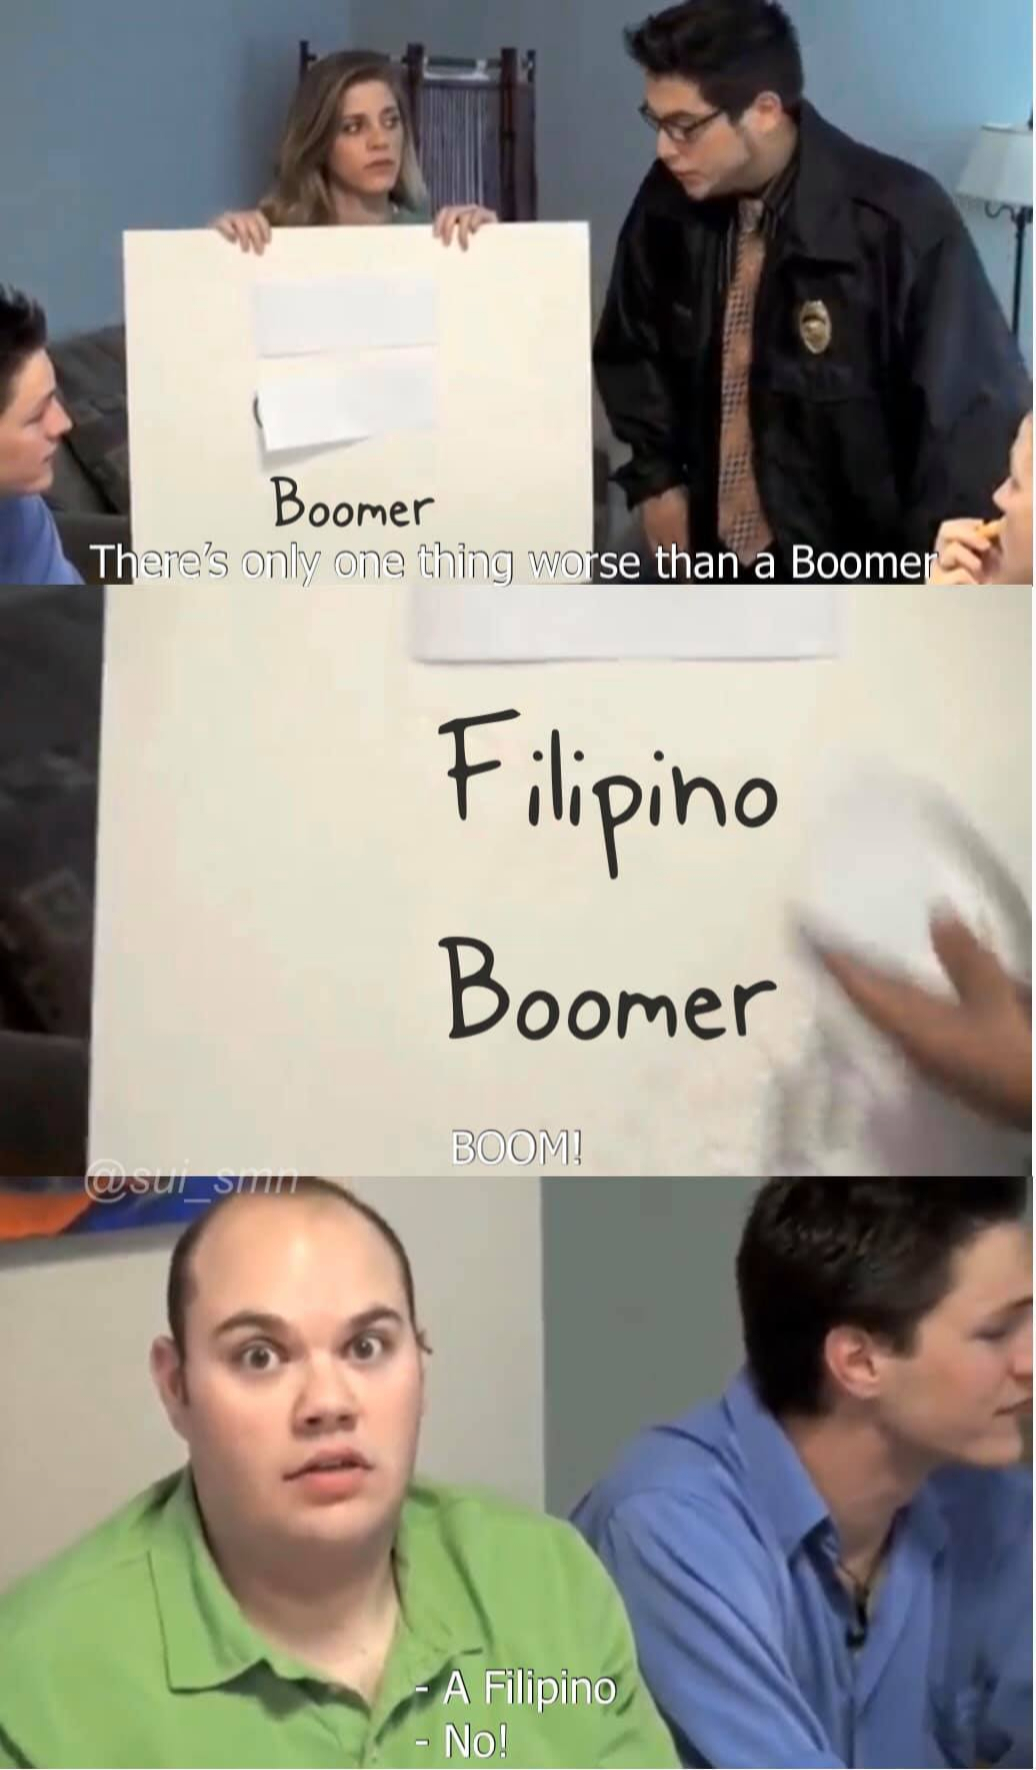 Boomer
There's only one thing worse than a Boomer
Filipino
Boomer
BOOM!
@sui_smn
- A Filipino
- No!